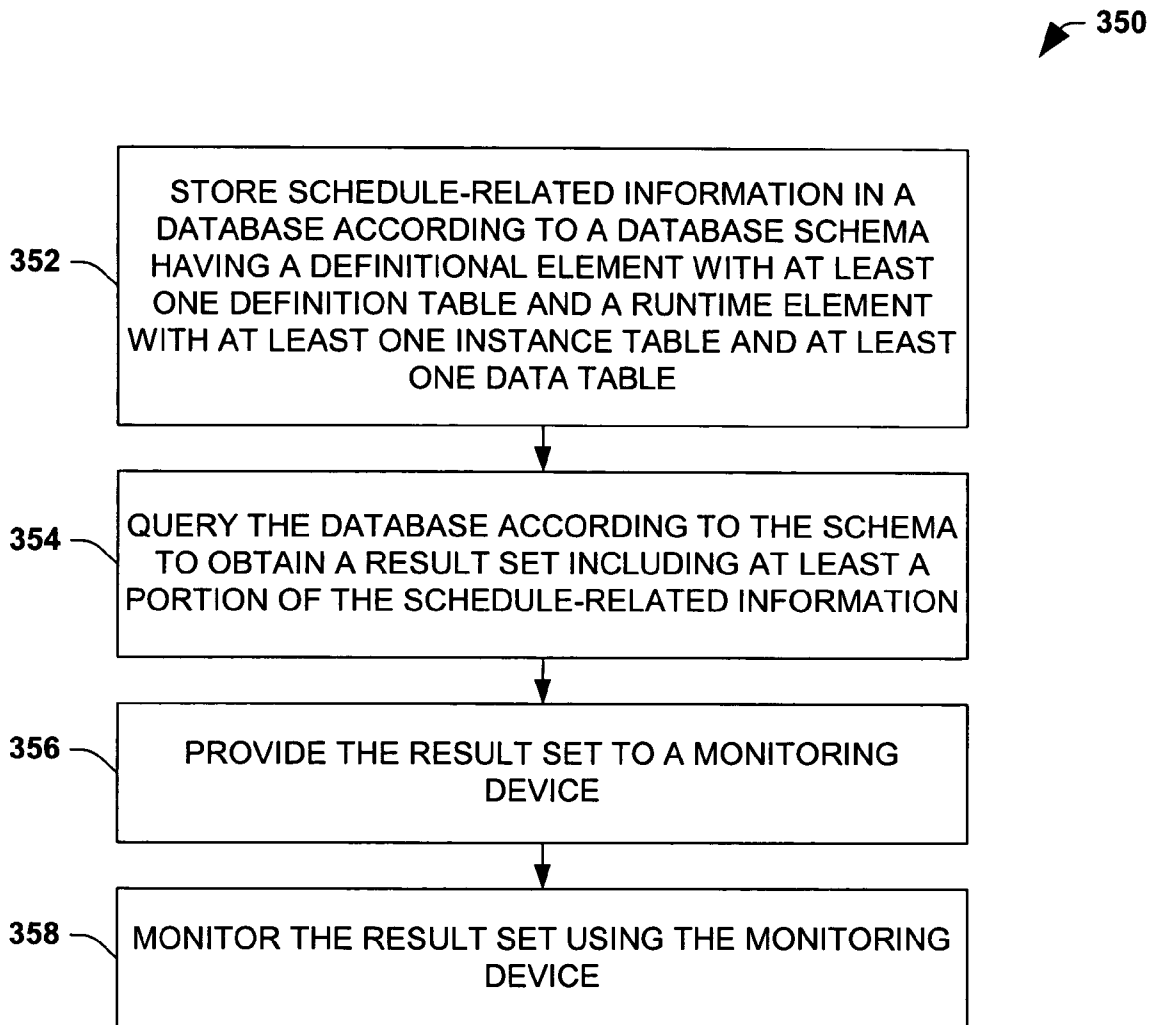 350
352
STORE SCHEDULE-RELATED INFORMATION IN A
DATABASE ACCORDING TO A DATABASE SCHEMA
HAVING A DEFINITIONAL ELEMENT WITH AT LEAST
ONE DEFINITION TABLE AND A RUNTIME ELEMENT
WITH AT LEAST ONE INSTANCE TABLE AND AT LEAST
ONE DATA TABLE
354
QUERY THE DATABASE ACCORDING TO THE SCHEMA
TO OBTAIN A RESULT SET INCLUDING AT LEAST A
PORTION OF THE SCHEDULE-RELATED INFORMATION
356
PROVIDE THE RESULT SET TO A MONITORING
DEVICE
358
MONITOR THE RESULT SET USING THE MONITORING
DEVICE